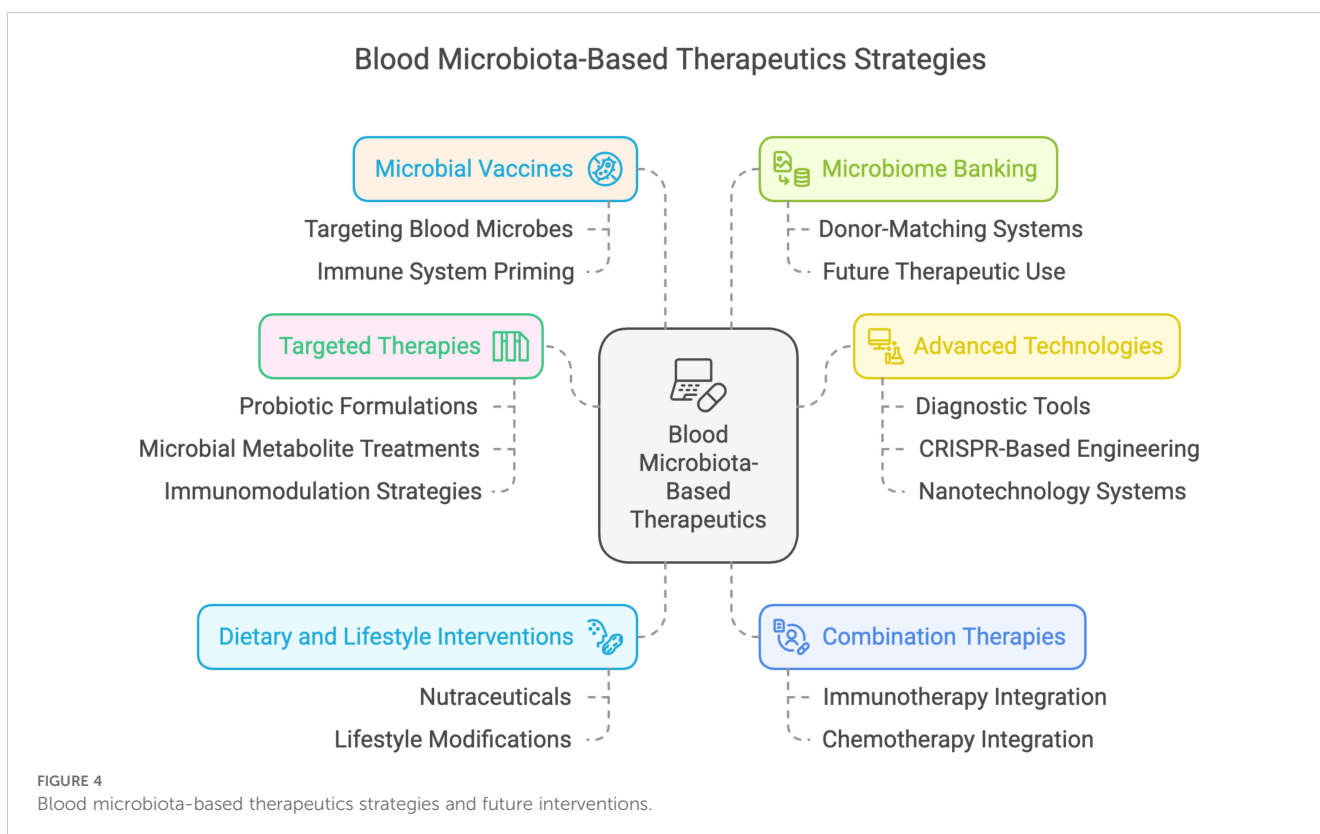 Blood Microbiota-Based Therapeutics Strategies
Microbial Vaccines
Targeting Blood Microbes
Immune System Priming
Microbiome Banking
Donor-Matching Systems
Future Therapeutic Use
Targeted Therapies
Probiotic Formulations
Microbial Metabolite Treatments
Immunomodulation Strategies
Blood
Microbiota-
Based
Therapeutics
Advanced Technologies
Diagnostic Tools
CRISPR-Based Engineering
Nanotechnology Systems
Dietary and Lifestyle Interventions
Nutraceuticals
Lifestyle Modifications
Combination Therapies
Immunotherapy Integration
Chemotherapy Integration
FIGURE 4
Blood microbiota-based therapeutics strategies and future interventions.